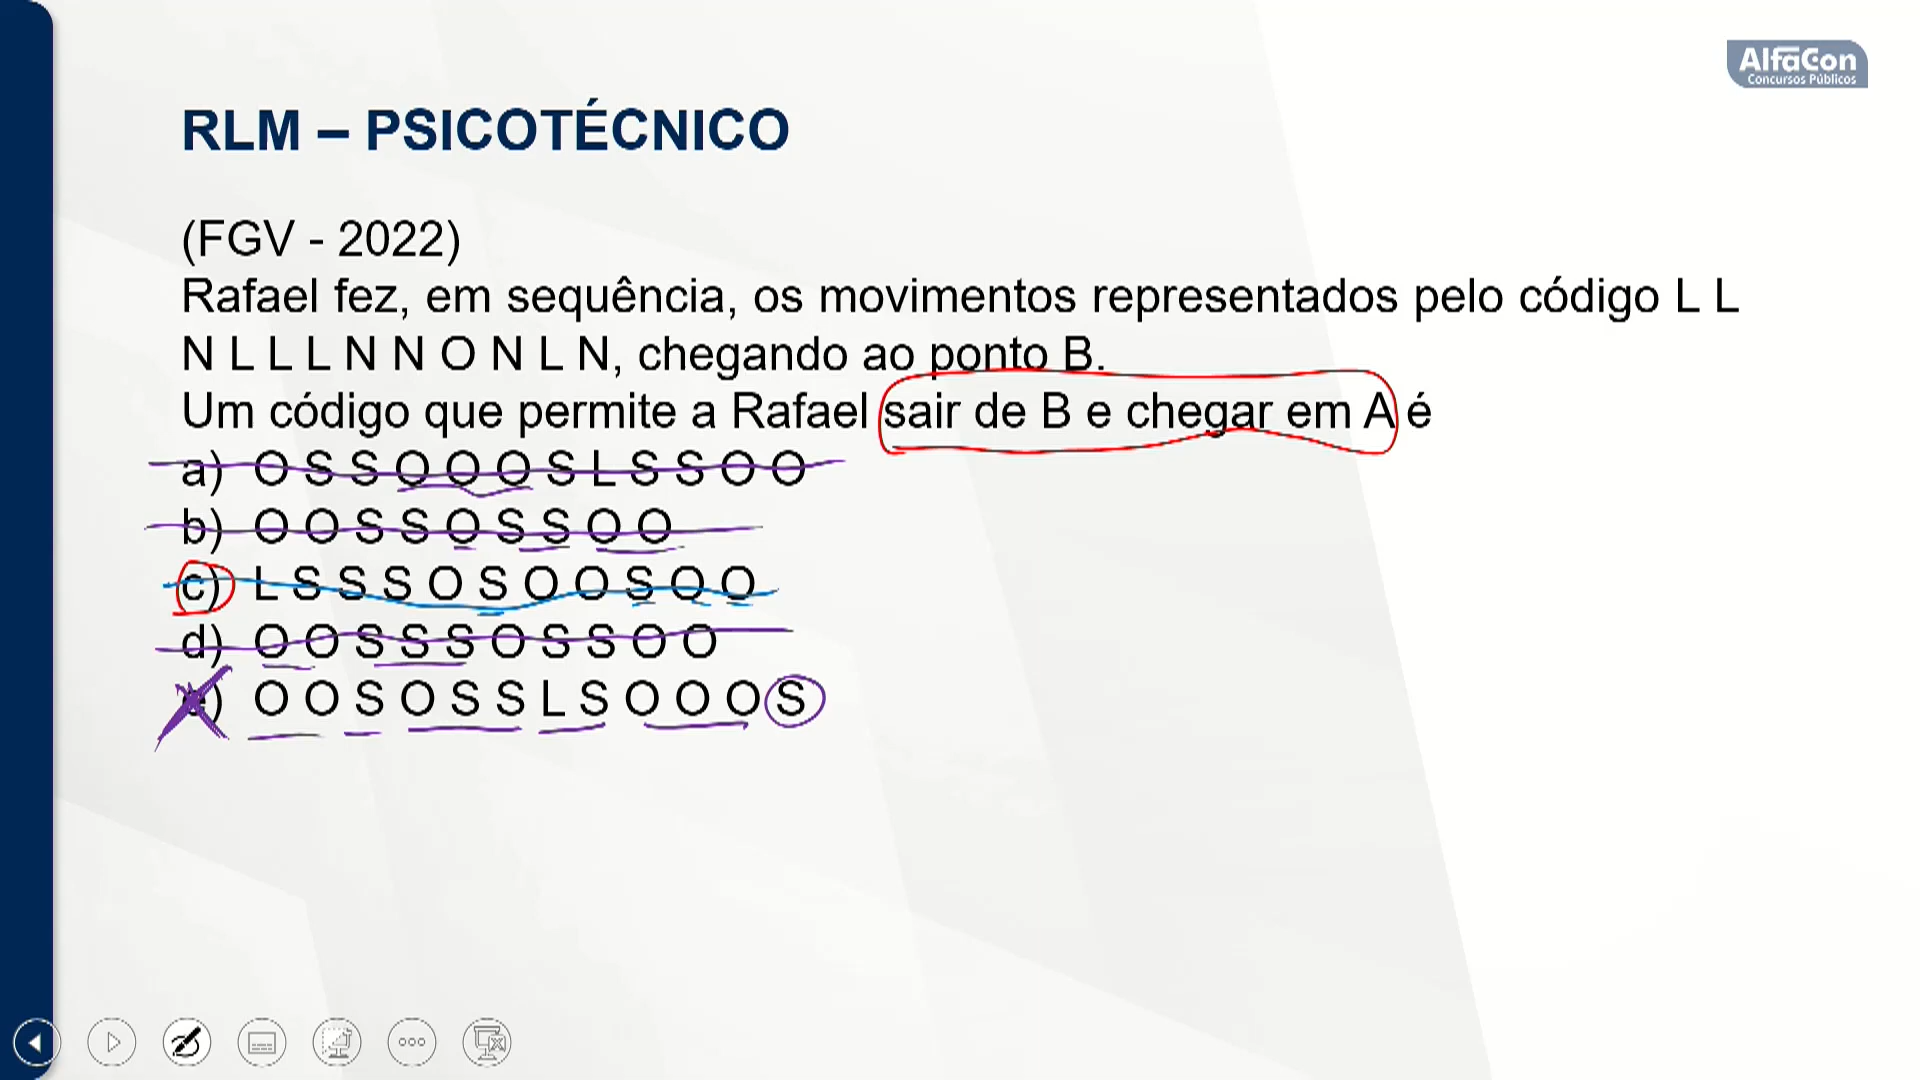 AlfaCon
Concursos Públicos
RLM – PSICOTÉCNICO
(FGV - 2022)
Rafael fez, em sequência, os movimentos representados pelo código L L
N L L L N N O N L N, chegando ao ponto B.
Um código que permite a Rafael sair de B e chegar em A é
a) O S S O O O S L S S O O
b) O O S S O S S O O
c) L S S S O S O O S O O
d) O O S S S O S S O O
e) O O S O S S L S O O O S